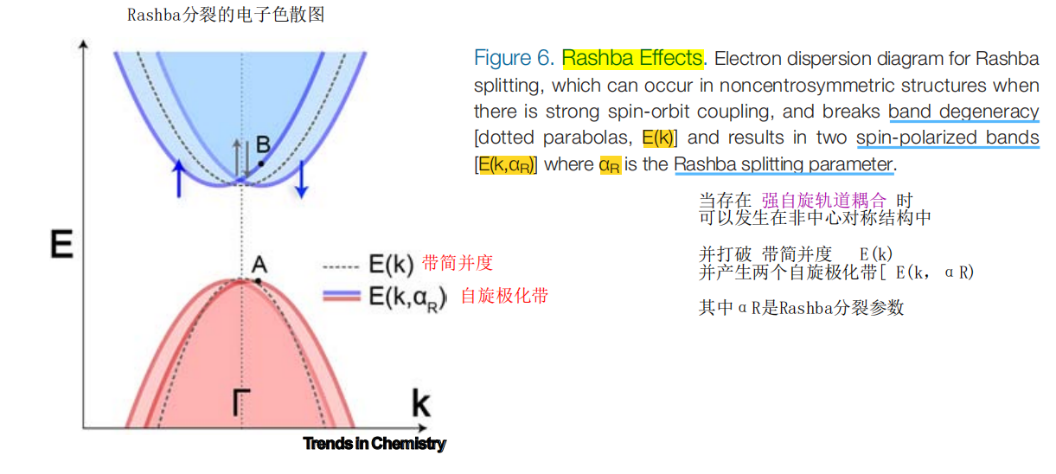 Rashba分裂的电子色散图
E
B
A
E(k) 带简并度
E(k,αR) 自旋极化带
Γ
k
Trends in Chemistry
Figure 6. Rashba Effects. Electron dispersion diagram for Rashba
splitting, which can occur in noncentrosymmetric structures when
there is strong spin-orbit coupling, and breaks band degeneracy
[dotted parabolas, E(k)] and results in two spin-polarized bands
[E(k,αR)] where αR is the Rashba splitting parameter.
当存在 强自旋轨道耦合 时
可以发生在非中心对称结构中
并打破 带简并度 E(k)
并产生两个自旋极化带[ E(k, αR)
其中αR是Rashba分裂参数